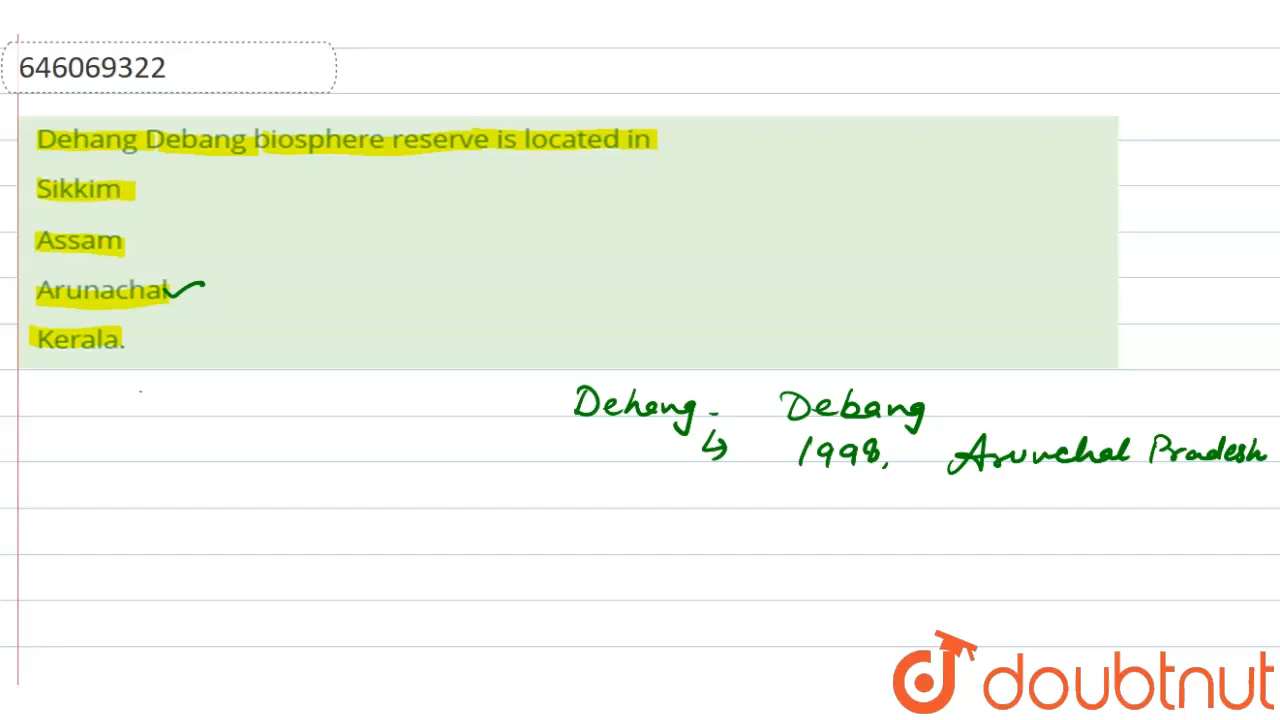 646069322
Dehang Debang biosphere reserve is located in
Sikkim
Assam
Arunachal
Kerala.
Dehang - Debang
1998, Arunchal Pradesh
doubtnut